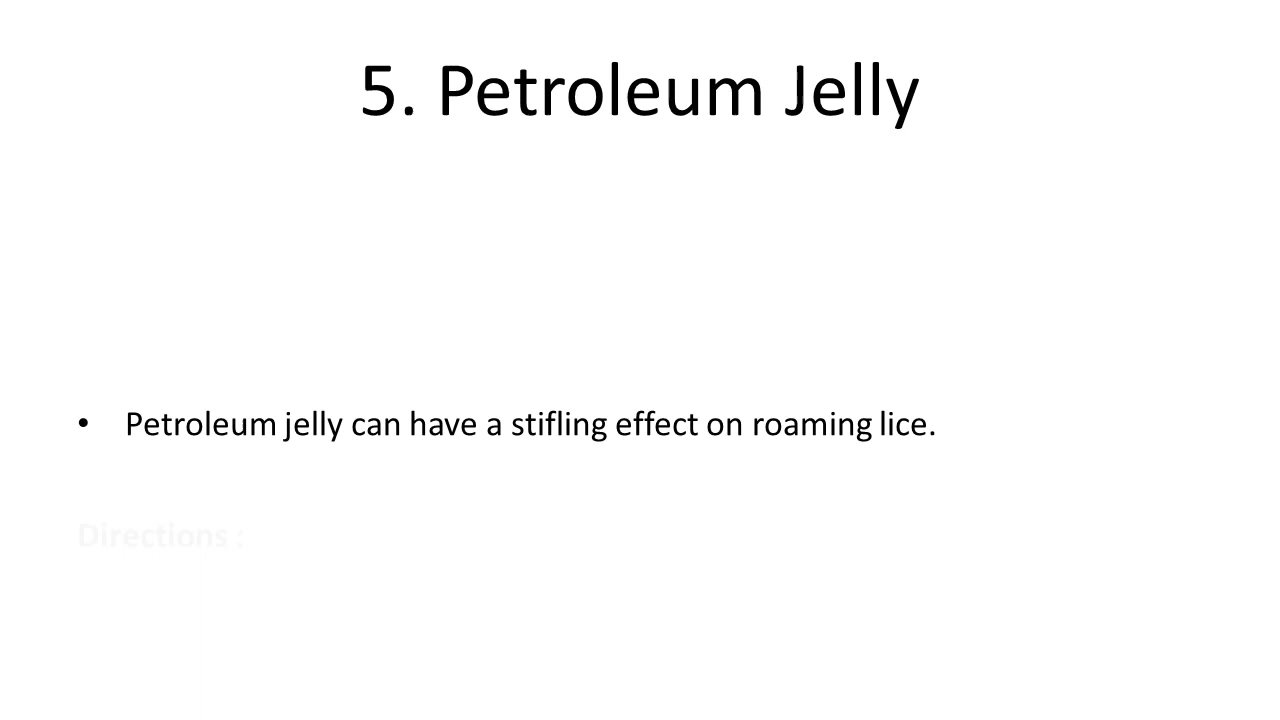 5. Petroleum Jelly
• Petroleum jelly can have a stifling effect on roaming lice.
Directions :